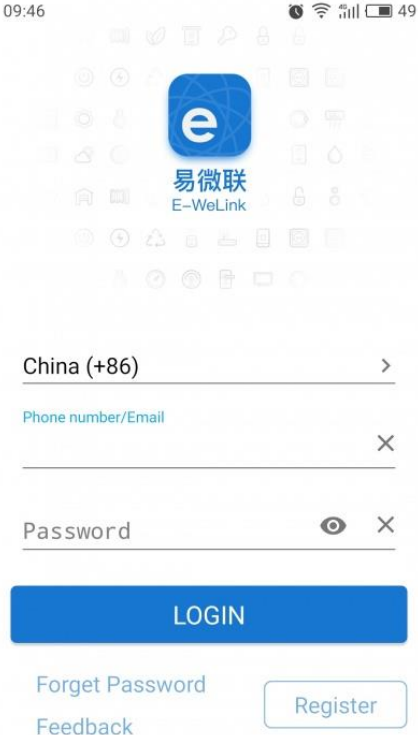 09:46
49
e
易微联
E-WeLink
China (+86)
Phone number/Email
Password
LOGIN
Forget Password
Register
Feedback